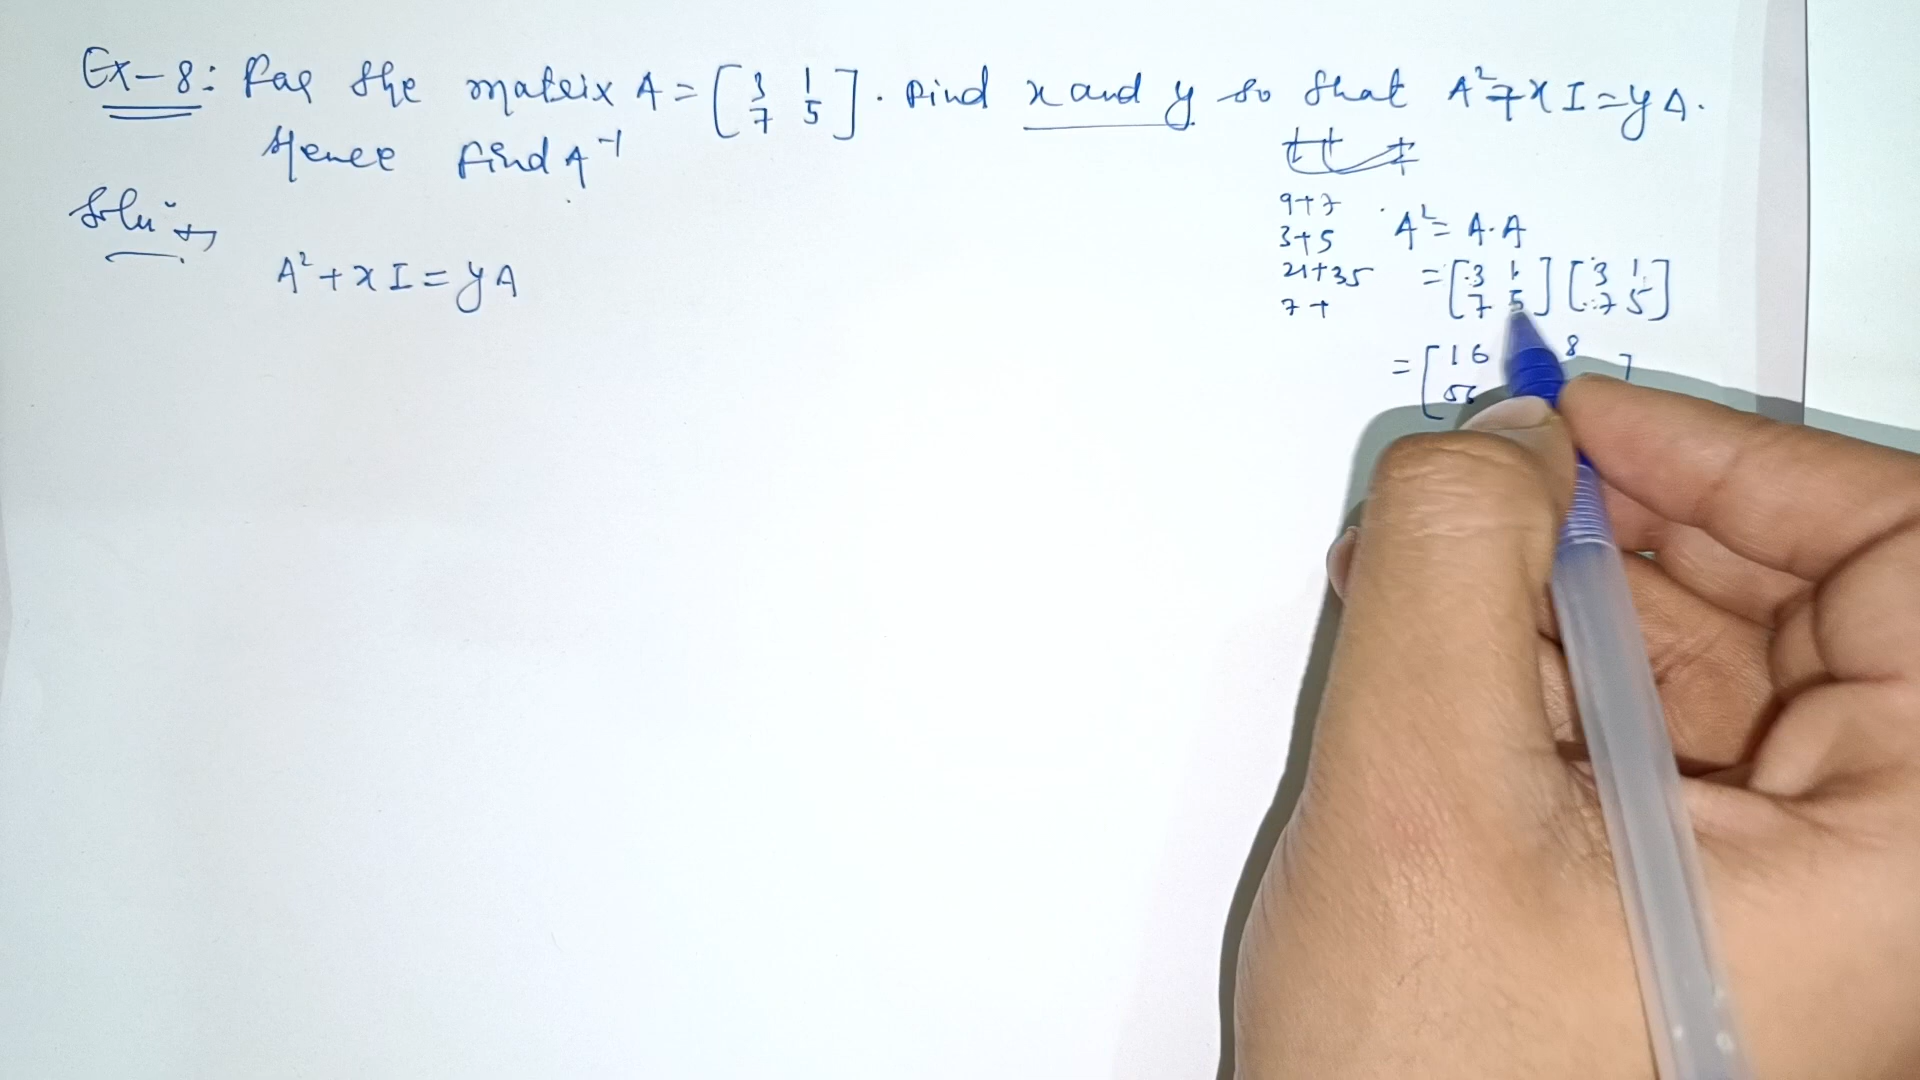 Ex-8: For the matrix A = [3 1 7 5]. Find x and y so that A²+xI=yA.
Hence find A⁻¹
Solu
A²+xI=yA
9+7
3+5
21+35
7+
A²= A.A
=[3 1 7 5] [3 1 7 5]
=[16 8
56